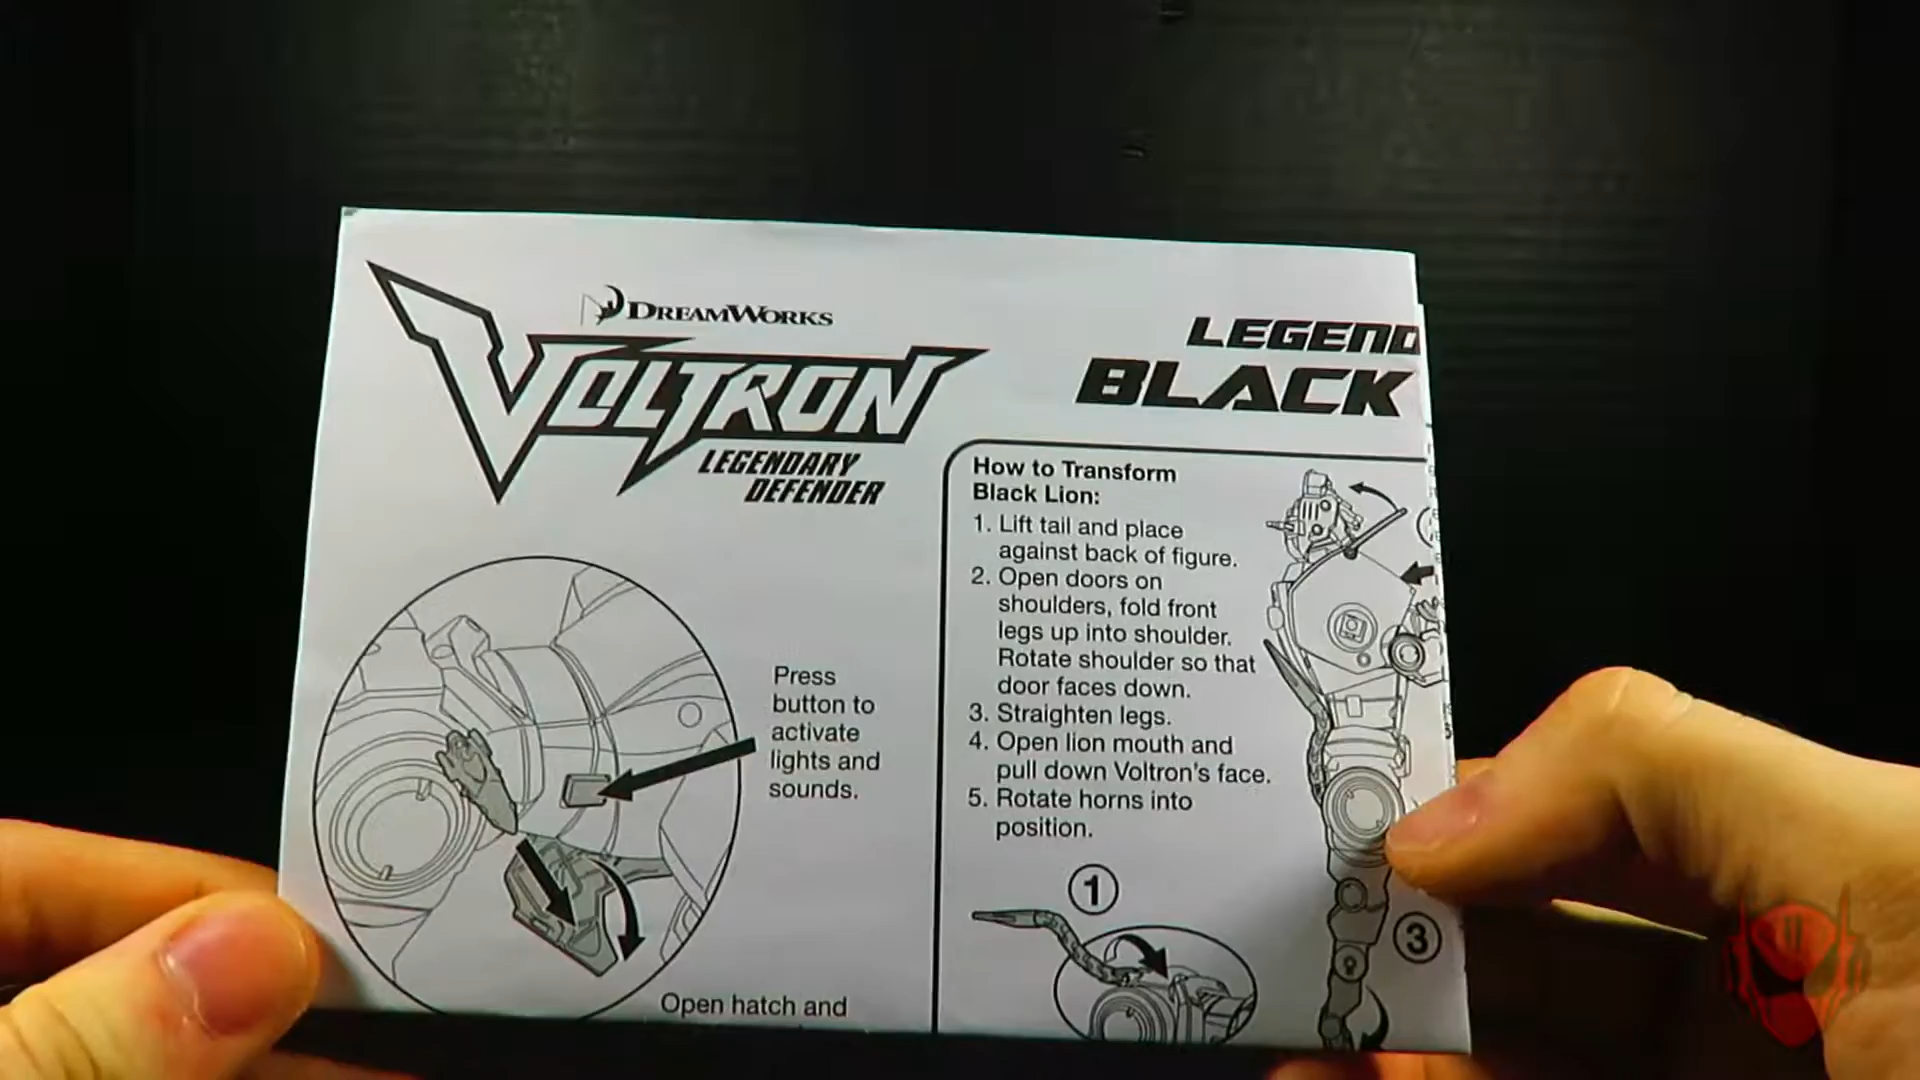 DREAMWORKS
VOLTRON
LEGENDARY
DEFENDER
LEGEND
BLACK
Press
button to
activate
lights and
sounds.
Open hatch and
How to Transform
Black Lion:
1. Lift tail and place
against back of figure.
2. Open doors on
shoulders, fold front
legs up into shoulder.
Rotate shoulder so that
door faces down.
3. Straighten legs.
4. Open lion mouth and
pull down Voltron's face.
5. Rotate horns into
position.
1
3